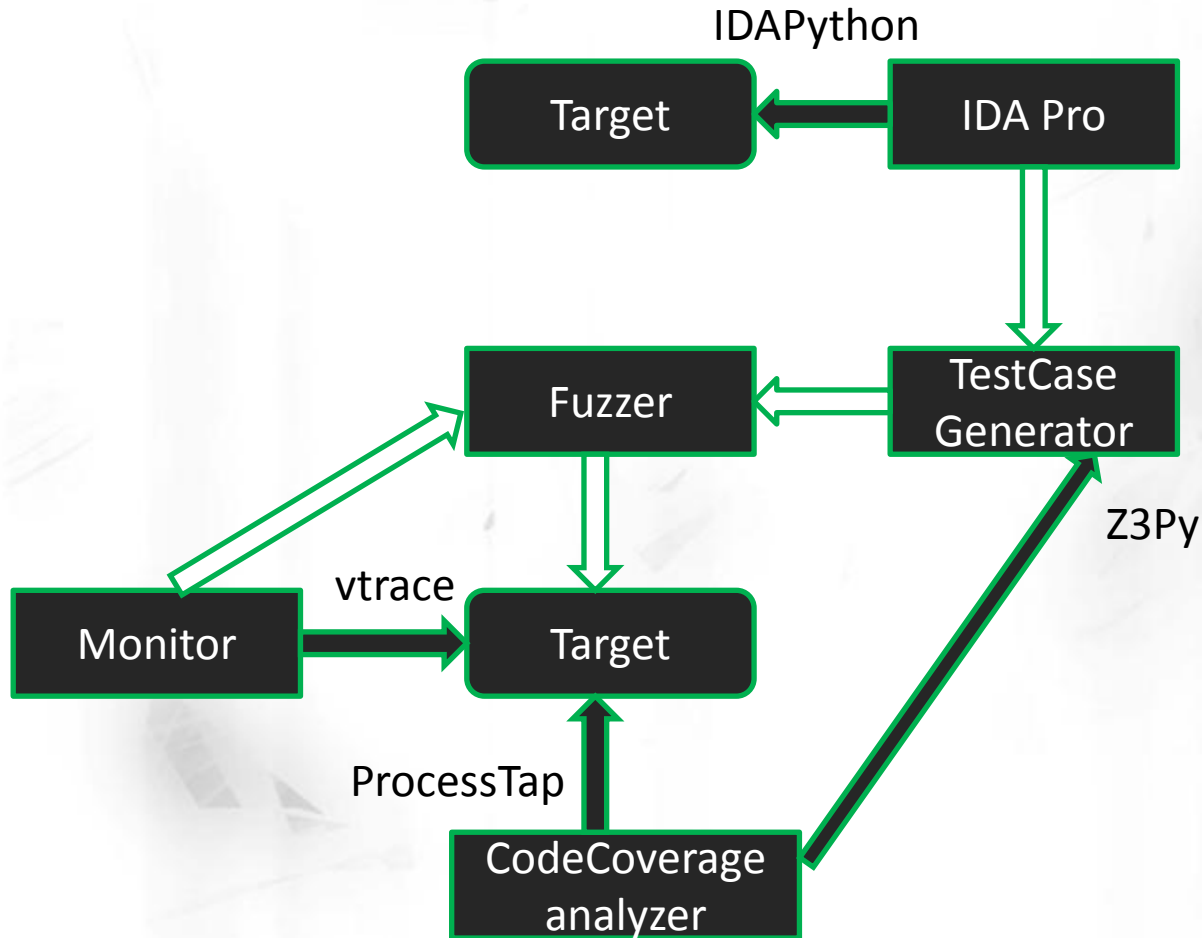 IDAPython
Target
IDA Pro
Fuzzer
TestCase
Generator
Z3Py
vtrace
Monitor
Target
ProcessTap
CodeCoverage
analyzer